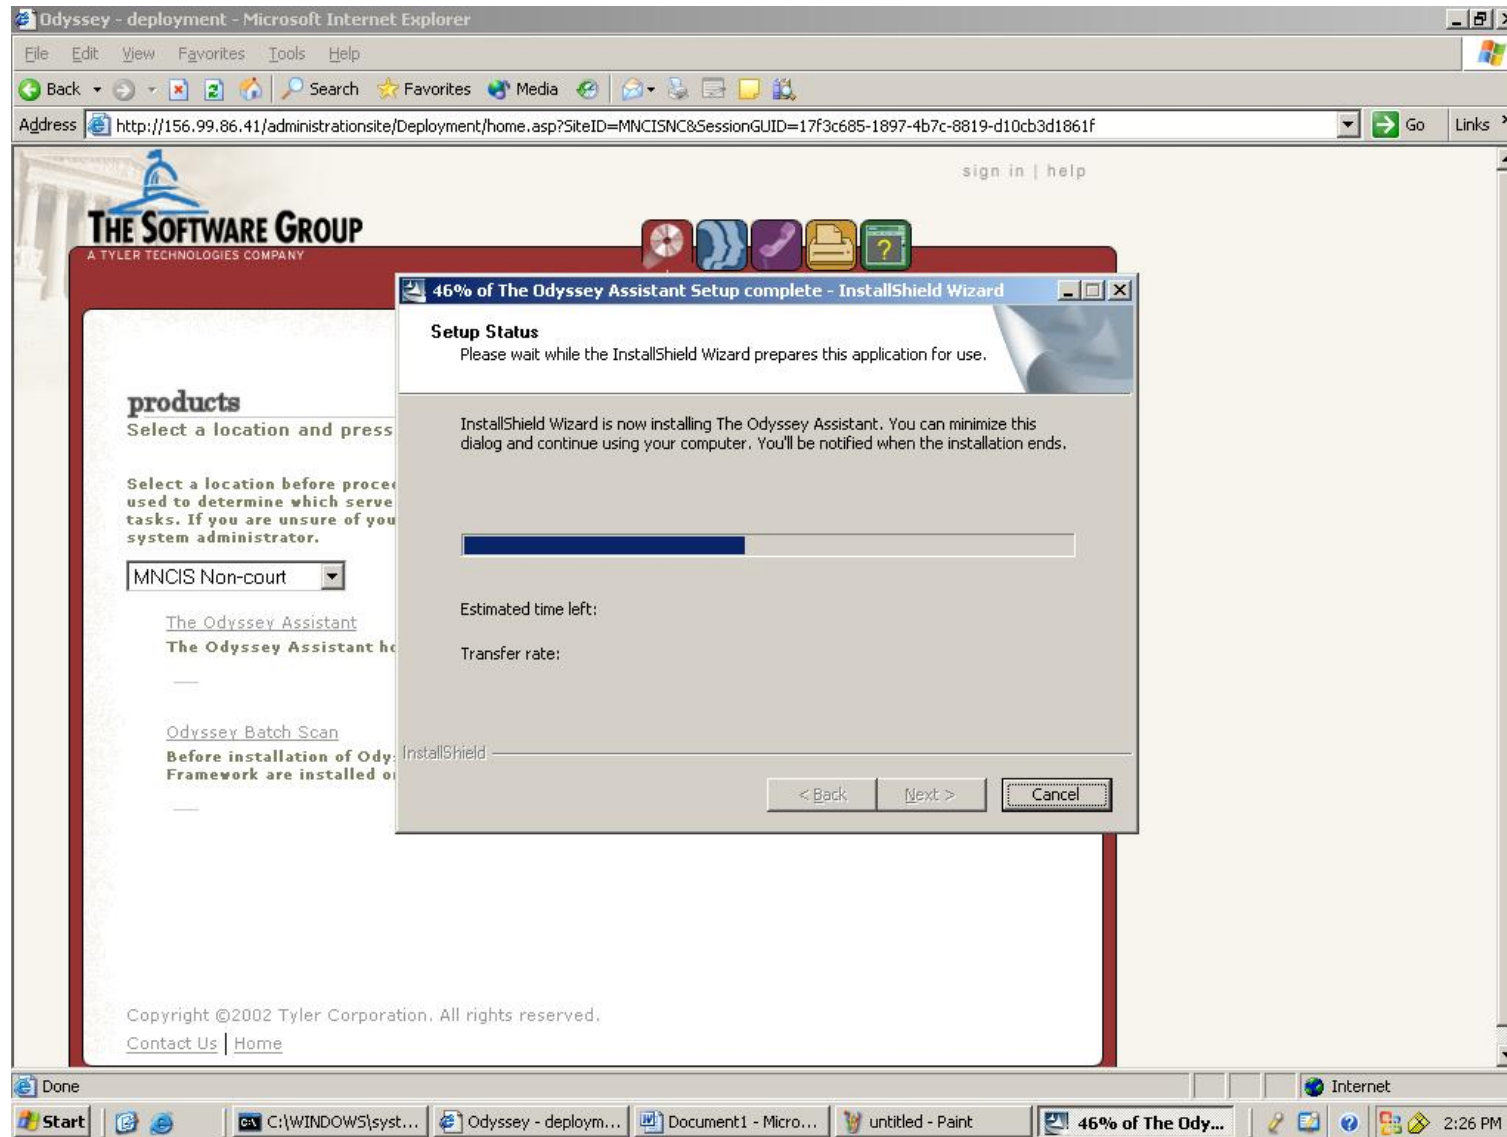 Odyssey - deployment - Microsoft Internet Explorer
File Edit View Favorites Tools Help
Back Search Favorites Media
Address http://156.99.86.41/administrationsite/Deployment/home.asp?SiteID=MNCISNC&SessionGUID=17f3c685-1897-4b7c-8819-d10cb3d1861f Go Links
sign in | help
THE SOFTWARE GROUP
A TYLER TECHNOLOGIES COMPANY
46% of The Odyssey Assistant Setup complete - InstallShield Wizard
Setup Status
Please wait while the InstallShield Wizard prepares this application for use.
InstallShield Wizard is now installing The Odyssey Assistant. You can minimize this
dialog and continue using your computer. You'll be notified when the installation ends.
Estimated time left:
Transfer rate:
InstallShield
< Back Next > Cancel
products
Select a location and press
Select a location before
used to determine which
tasks. If you are unsure of
system administrator.
MNCIS Non-court
The Odyssey Assistant
The Odyssey Assistant
Odyssey Batch Scan
Before installation of
Framework are installed
Copyright ©2002 Tyler Corporation. All rights reserved.
Contact Us | Home
Done Internet
Start C:\WINDOWS\syst... Odyssey - deploym... Document1 - Micro... untitled - Paint 46% of The Ody... 2:26 PM